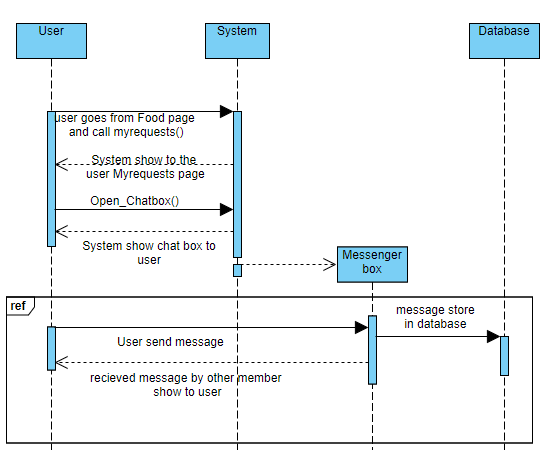 User
System
Database
user goes from Food page
and call myrequests()
System show to the
user Myrequests page
Open_Chatbox()
System show chat box to
user
Messenger
box
ref
message store
in database
User send message
recieved message by other member
show to user